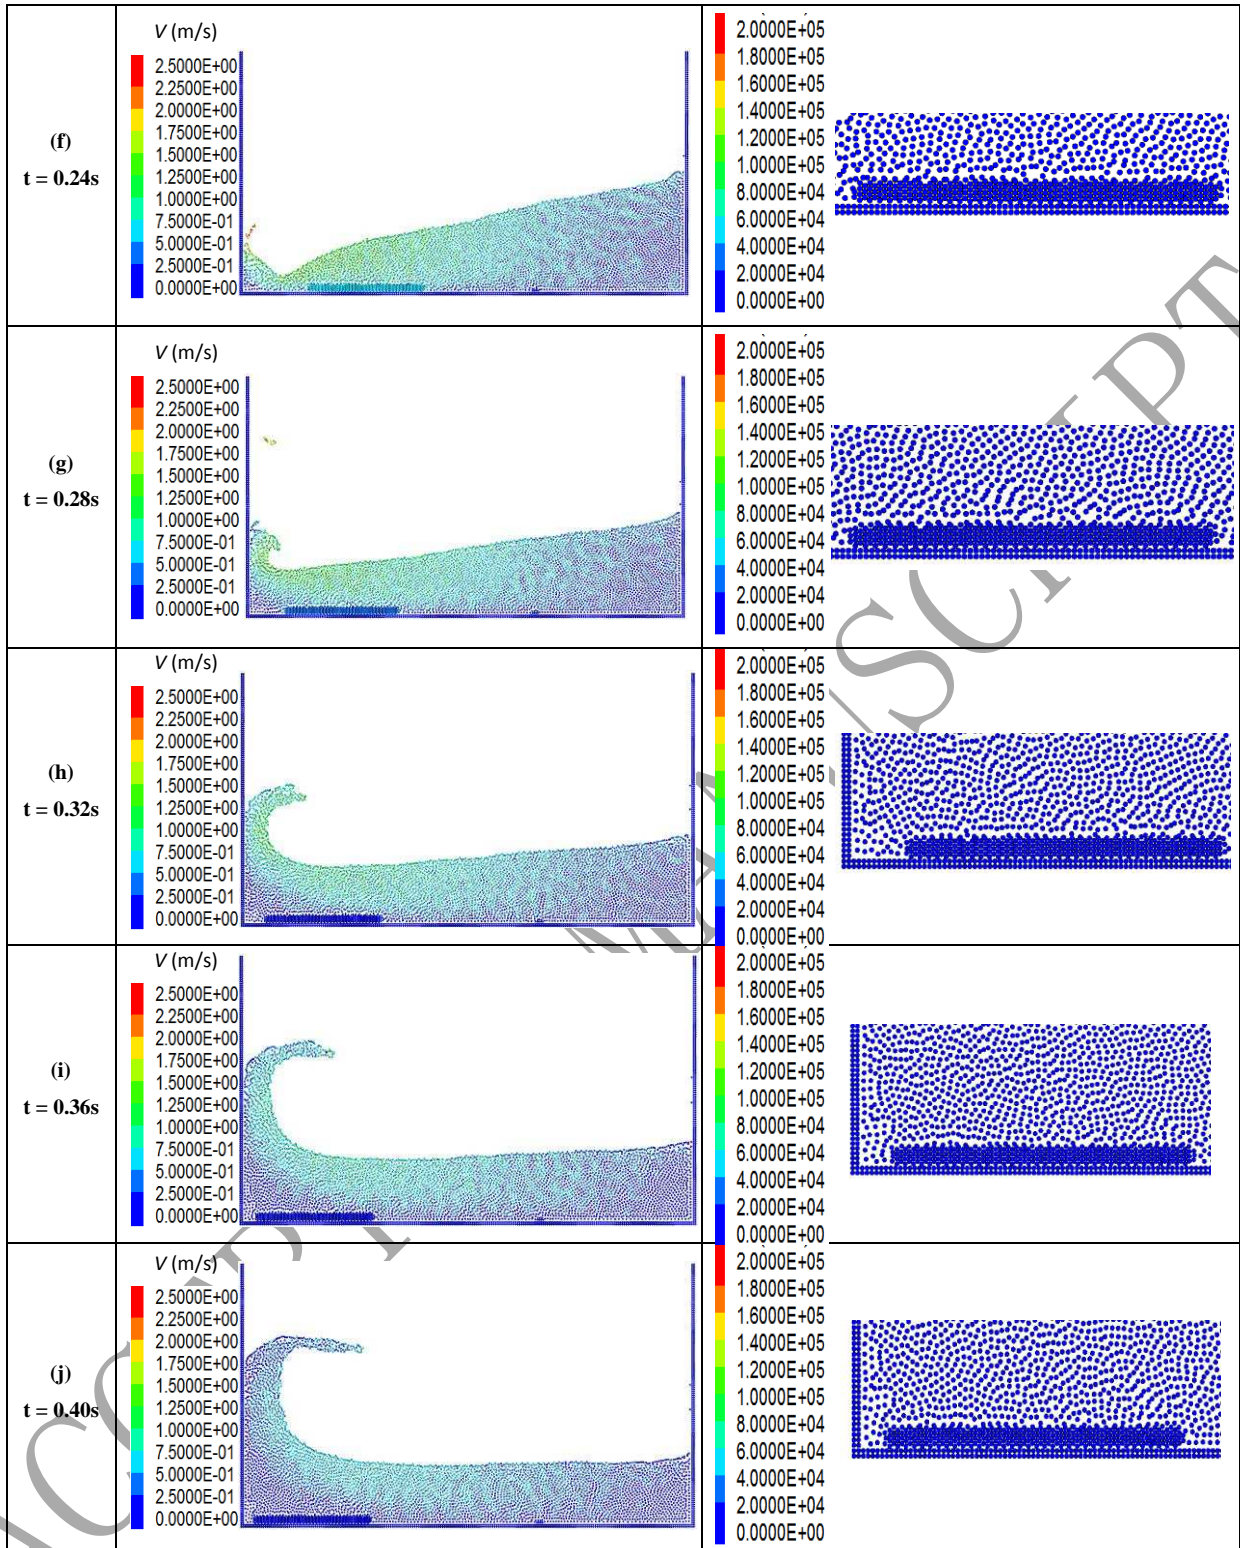 (f)
t = 0.24s
V (m/s)
2.5000E+00
2.2500E+00
2.0000E+00
1.7500E+00
1.5000E+00
1.2500E+00
1.0000E+00
7.5000E-01
5.0000E-01
2.5000E-01
0.0000E+00
2.0000E+05
1.8000E+05
1.6000E+05
1.4000E+05
1.2000E+05
1.0000E+05
8.0000E+04
6.0000E+04
4.0000E+04
2.0000E+04
0.0000E+00
(g)
t = 0.28s
V (m/s)
2.5000E+00
2.2500E+00
2.0000E+00
1.7500E+00
1.5000E+00
1.2500E+00
1.0000E+00
7.5000E-01
5.0000E-01
2.5000E-01
0.0000E+00
2.0000E+05
1.8000E+05
1.6000E+05
1.4000E+05
1.2000E+05
1.0000E+05
8.0000E+04
6.0000E+04
4.0000E+04
2.0000E+04
0.0000E+00
(h)
t = 0.32s
V (m/s)
2.5000E+00
2.2500E+00
2.0000E+00
1.7500E+00
1.5000E+00
1.2500E+00
1.0000E+00
7.5000E-01
5.0000E-01
2.5000E-01
0.0000E+00
2.0000E+05
1.8000E+05
1.6000E+05
1.4000E+05
1.2000E+05
1.0000E+05
8.0000E+04
6.0000E+04
4.0000E+04
2.0000E+04
0.0000E+00
(i)
t = 0.36s
V (m/s)
2.5000E+00
2.2500E+00
2.0000E+00
1.7500E+00
1.5000E+00
1.2500E+00
1.0000E+00
7.5000E-01
5.0000E-01
2.5000E-01
0.0000E+00
2.0000E+05
1.8000E+05
1.6000E+05
1.4000E+05
1.2000E+05
1.0000E+05
8.0000E+04
6.0000E+04
4.0000E+04
2.0000E+04
0.0000E+00
(j)
t = 0.40s
V (m/s)
2.5000E+00
2.2500E+00
2.0000E+00
1.7500E+00
1.5000E+00
1.2500E+00
1.0000E+00
7.5000E-01
5.0000E-01
2.5000E-01
0.0000E+00
2.0000E+05
1.8000E+05
1.6000E+05
1.4000E+05
1.2000E+05
1.0000E+05
8.0000E+04
6.0000E+04
4.0000E+04
2.0000E+04
0.0000E+00